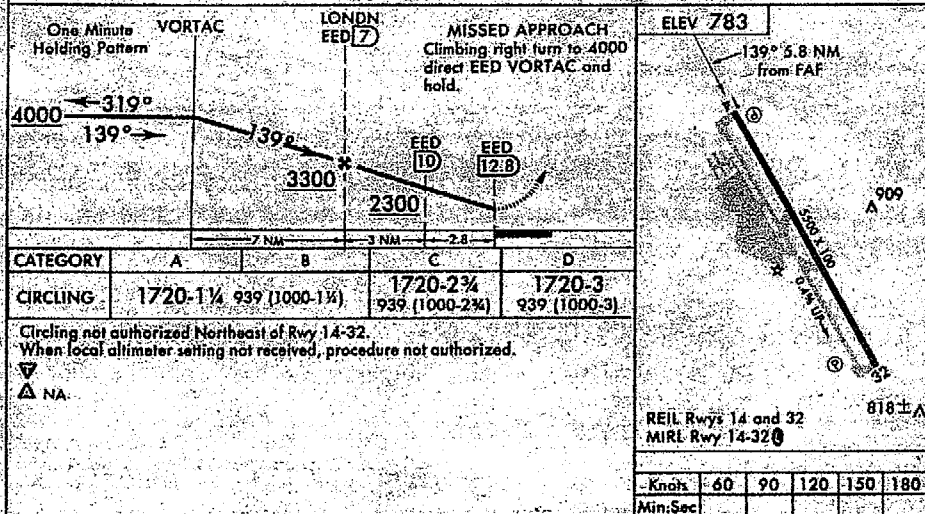 One Minute
Holding Pattern
VORTAC
LONDN
EED 7
MISSED APPROACH
Climbing right turn to 4000
direct EED VORTAC and
hold.
4000
319°
139°
139°
3300
EED
10
EED
12.8
2300
7 NM
3 NM
2.8
CATEGORY A B C D
CIRCLING 1720-1¼ 939 (1000-1¼) 1720-2¾ 1720-3
939 (1000-2¾) 939 (1000-3)
Circling not authorized Northeast of Rwy 14-32.
When local altimeter setting not received, procedure not authorized.
T
A NA
ELEV 783
139° 5.8 NM
from FAF
909
5500 X 100
0.4% UP
32
818±
REIL Rwys 14 and 32
MIRL Rwy 14-32 L
Knots 60 90 120 150 180
Min:Sec